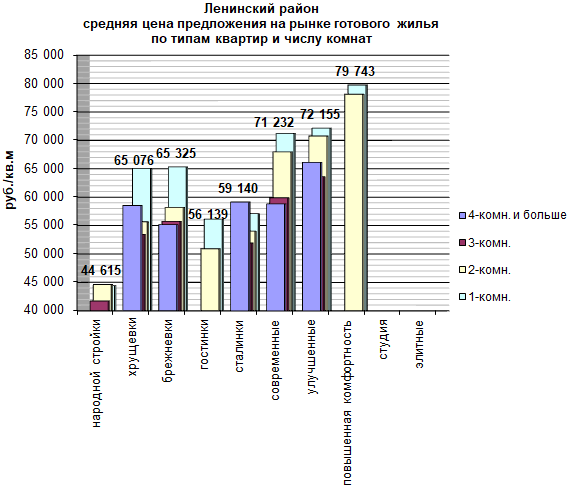 Ленинский район
средняя цена предложения на рынке готового жилья
по типам квартир и числу комнат
руб./кв.м
85 000
80 000
75 000
70 000
65 000
60 000
55 000
50 000
45 000
40 000
44 615
65 076
65 325
56 139
59 140
71 232
72 155
79 743
народной стройки
хрущевки
брежневки
гостинки
сталинки
современные
улучшенные
повышенная комфортность
студия
элитные
4-комн. и больше
3-комн.
2-комн.
1-комн.